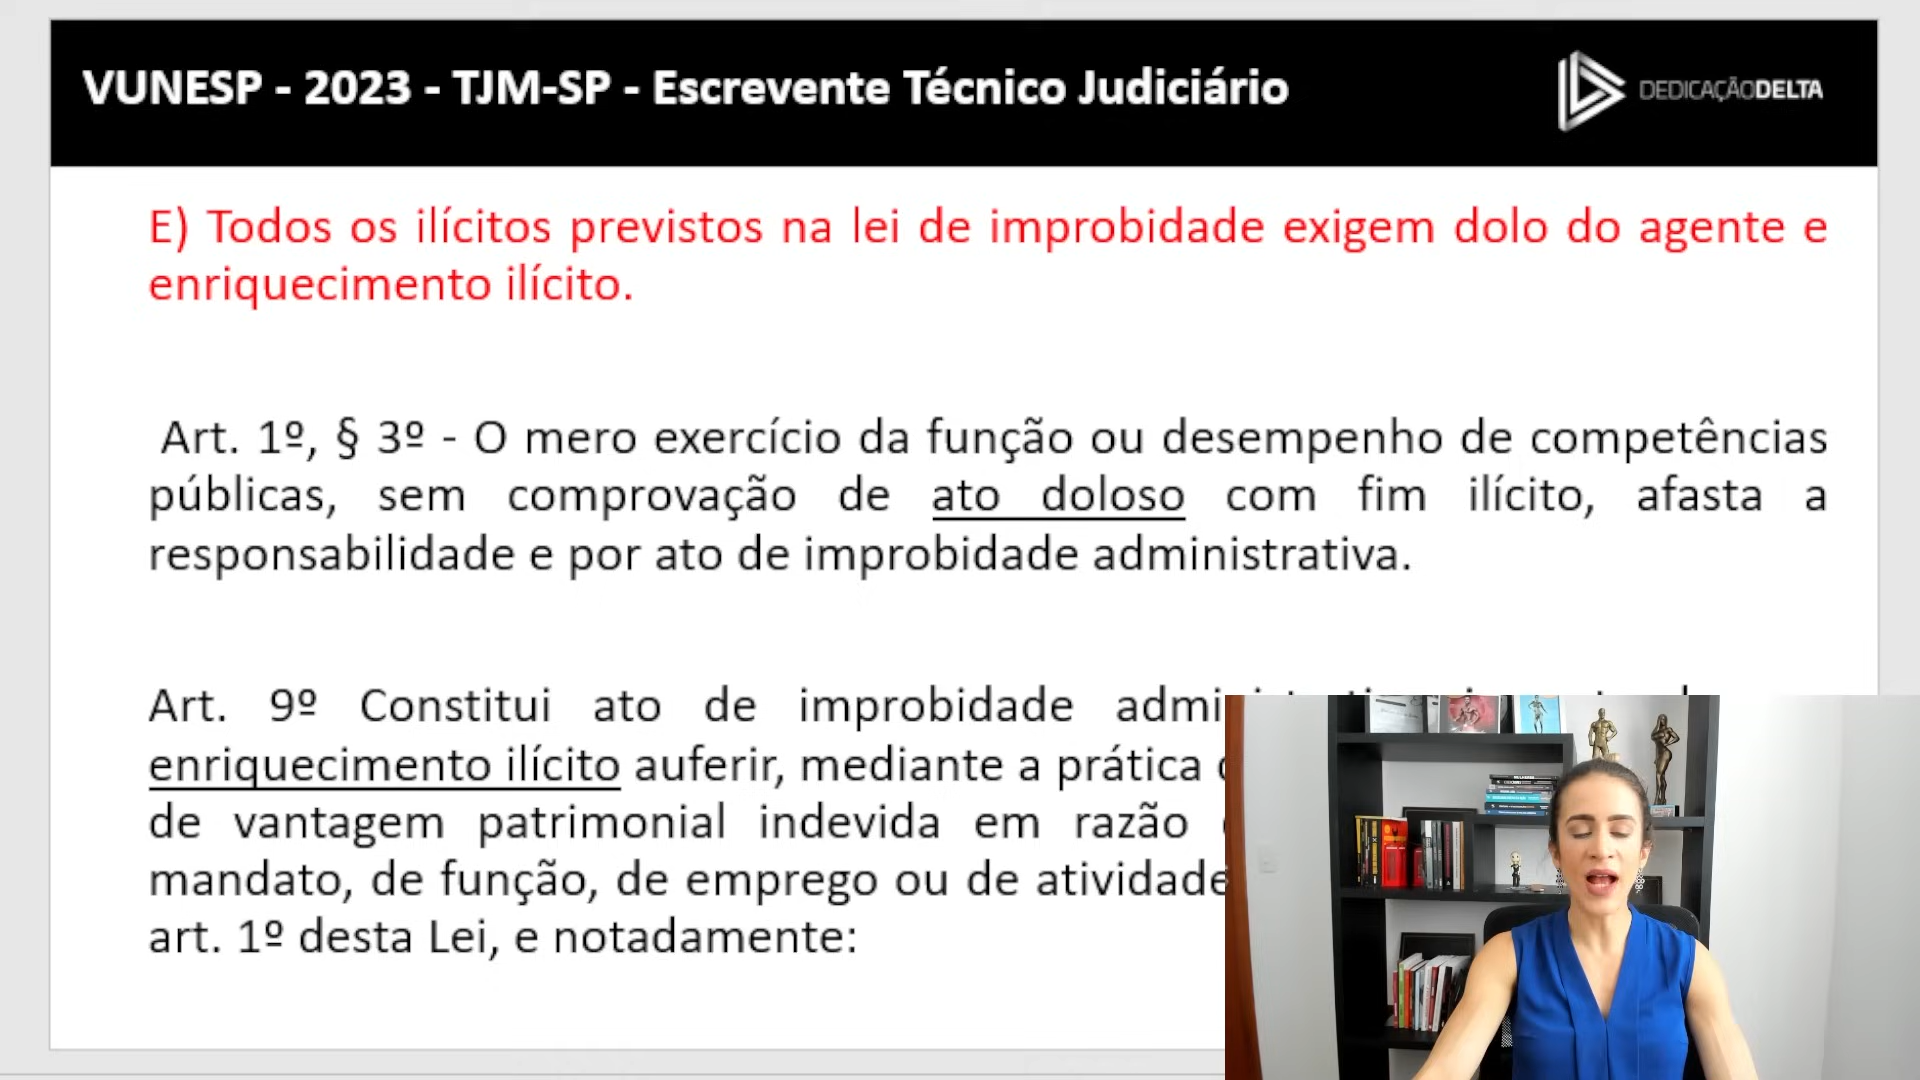 VUNESP - 2023 - TJM-SP - Escrevente Técnico Judiciário
DEDICAÇÃODELTA
E) Todos os ilícitos previstos na lei de improbidade exigem dolo do agente e
enriquecimento ilícito.
Art. 1º, § 3º - O mero exercício da função ou desempenho de competências
públicas, sem comprovação de ato doloso com fim ilícito, afasta a
responsabilidade e por ato de improbidade administrativa.
Art. 9º Constitui ato de improbidade
enriquecimento ilícito auferir, mediante a prática
de vantagem patrimonial indevida em razão
mandato, de função, de emprego ou de atividade
art. 1º desta Lei, e notadamente: